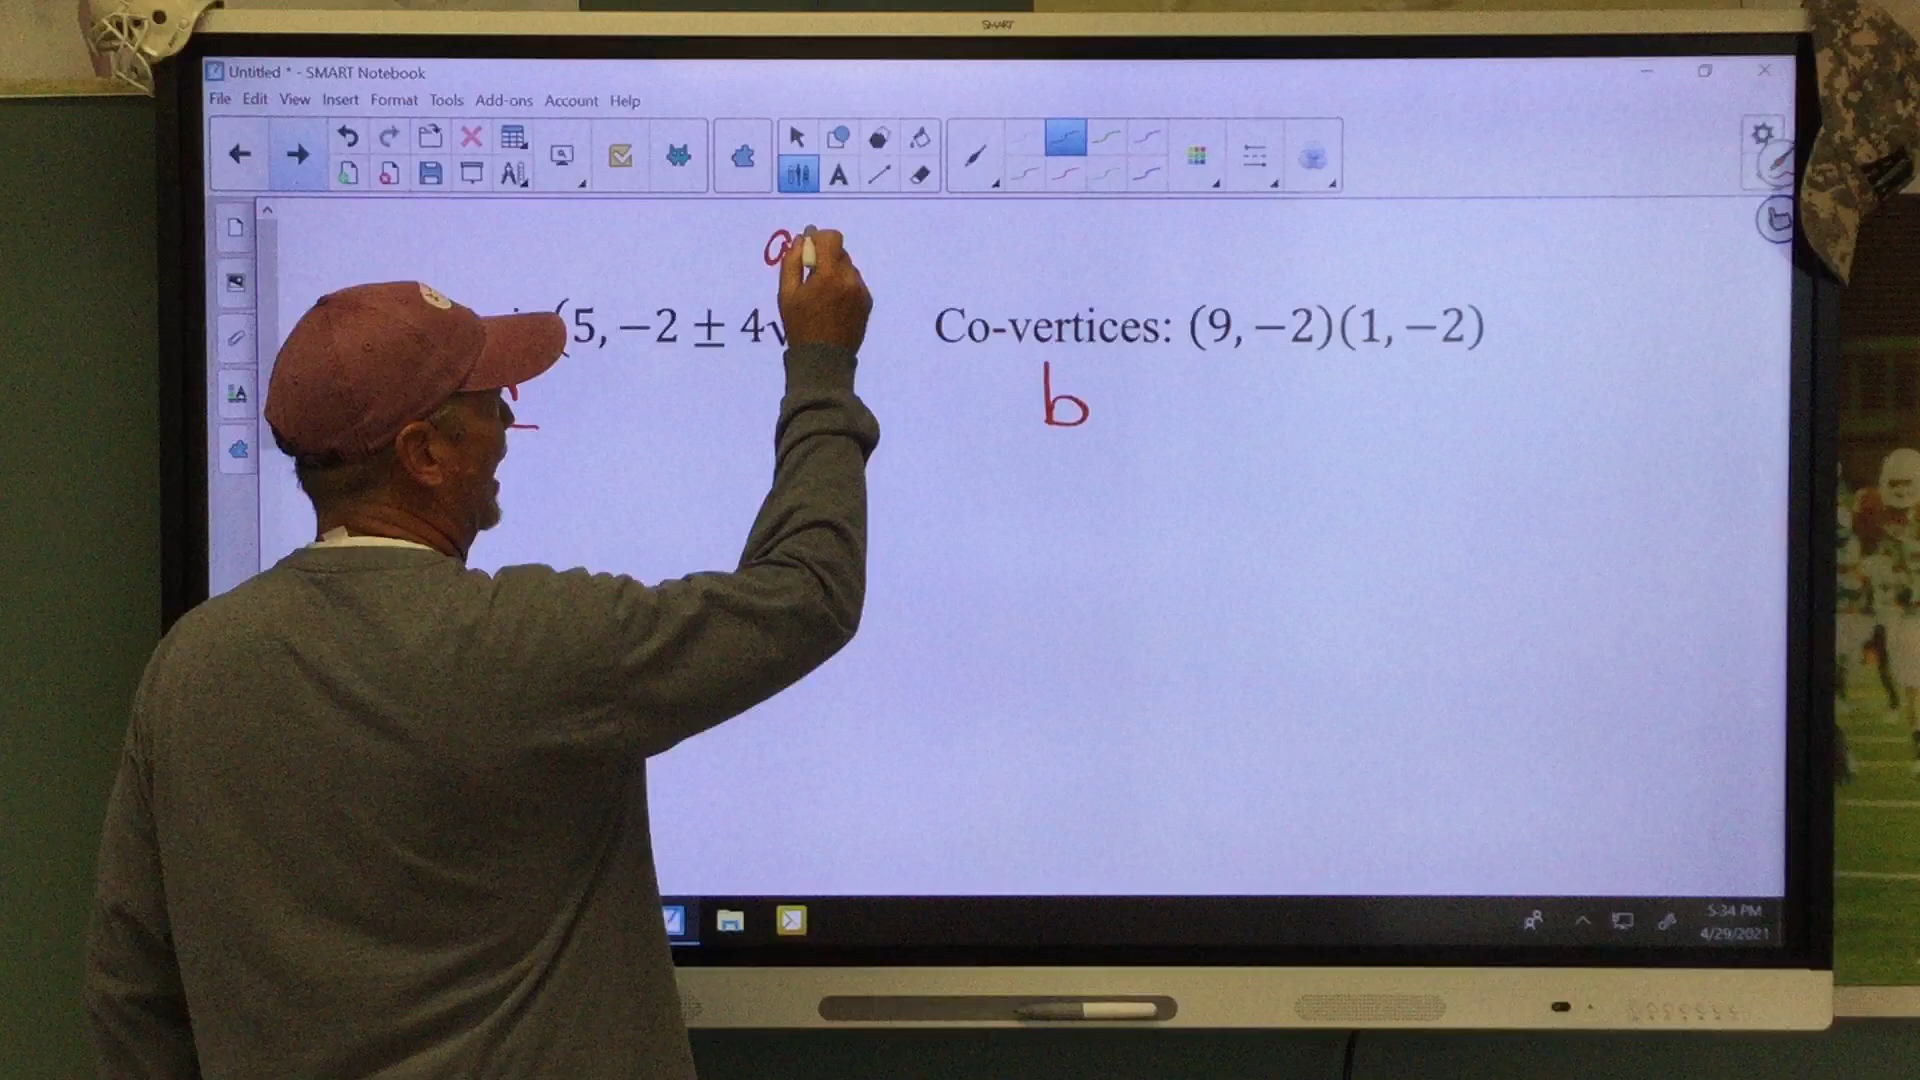 SMART
Untitled * - SMART Notebook
File Edit View Insert Format Tools Add-ons Account Help
a
(5, −2 ± 4√
Co-vertices: (9, −2)(1, −2)
b
5:34 PM
4/29/2021